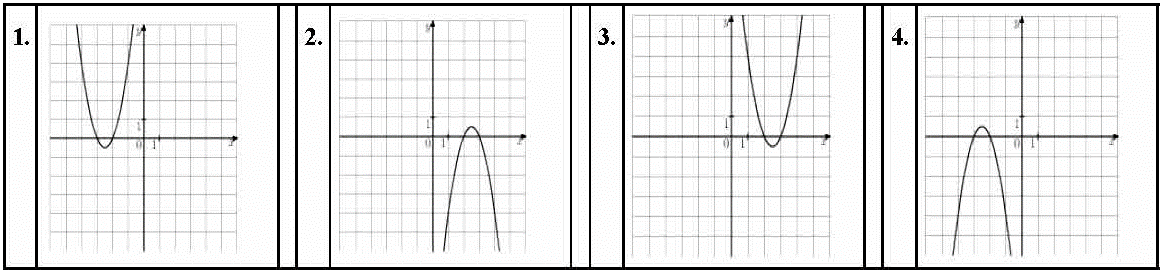 1. 2. 3. 4.
y y y y
1 1 1 1
0 1 x 0 1 x 0 1 x 0 1 x